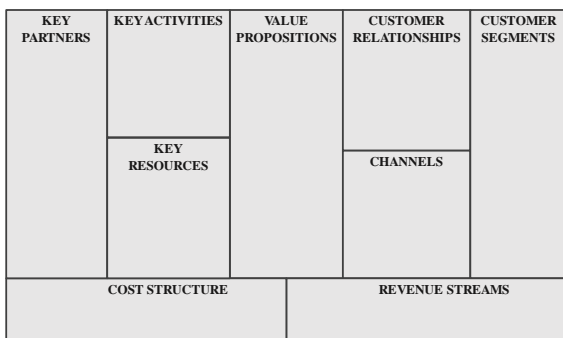 KEY
PARTNERS
KEY ACTIVITIES
KEY
RESOURCES
VALUE
PROPOSITIONS
CUSTOMER
RELATIONSHIPS
CHANNELS
CUSTOMER
SEGMENTS
COST STRUCTURE
REVENUE STREAMS